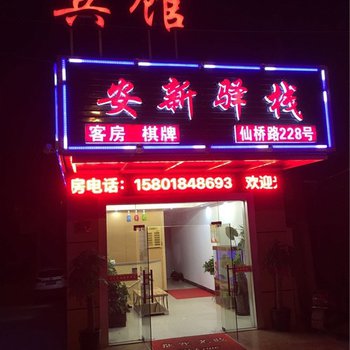 宾馆
安新驿栈
客房 棋牌 仙桥路228号
房电话：15801848693 欢迎